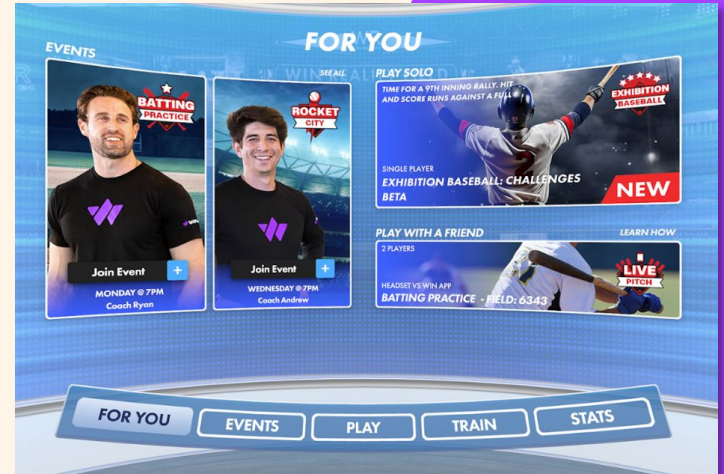 FOR YOU
EVENTS
SEE ALL
BATTING
PRACTICE
Join Event +
MONDAY @ 7PM
Coach Ryan
ROCKET
CITY
Join Event +
WEDNESDAY @ 7PM
Coach Andrew
PLAY SOLO
TIME FOR A 9TH INNING RALLY. HIT
AND SCORE RUNS AGAINST A FULL
EXHIBITION
BASEBALL
SINGLE PLAYER
EXHIBITION BASEBALL: CHALLENGES
BETA
NEW
PLAY WITH A FRIEND
LEARN HOW
2 PLAYERS
LIVE
PITCH
HEADSET VS WIN APP
BATTING PRACTICE - FIELD: 6343
FOR YOU
EVENTS
PLAY
TRAIN
STATS